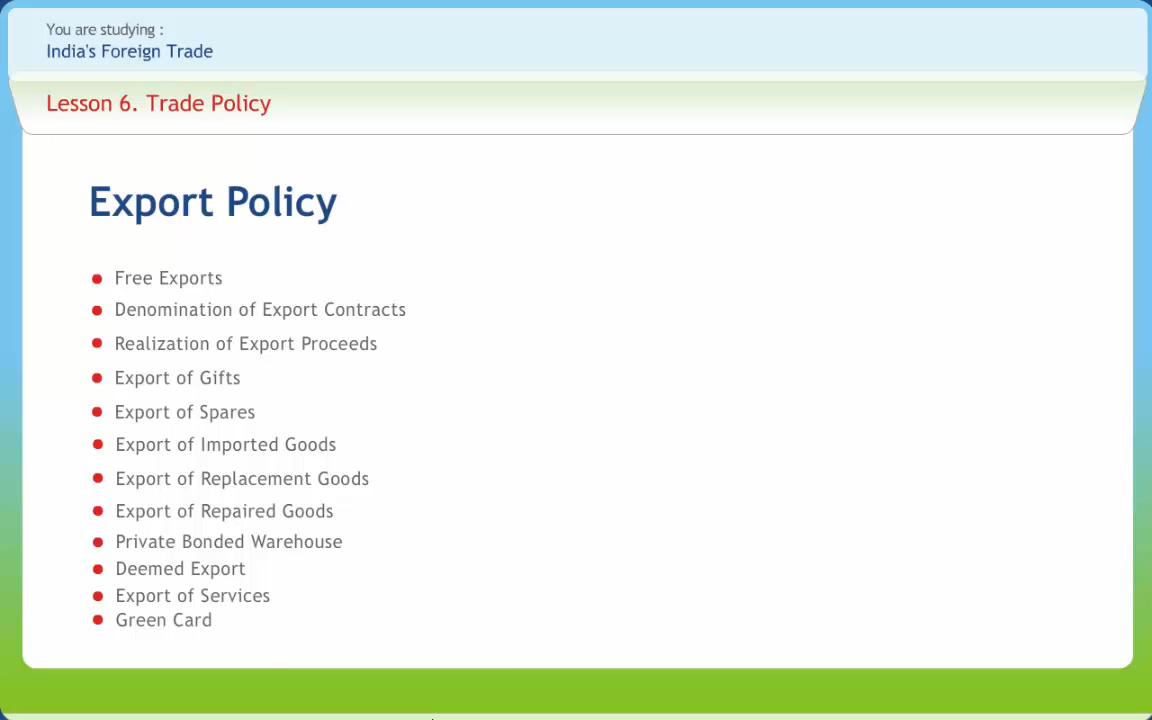 You are studying :
India's Foreign Trade
Lesson 6. Trade Policy
Export Policy
Free Exports
Denomination of Export Contracts
Realization of Export Proceeds
Export of Gifts
Export of Spares
Export of Imported Goods
Export of Replacement Goods
Export of Repaired Goods
Private Bonded Warehouse
Deemed Export
Export of Services
Green Card